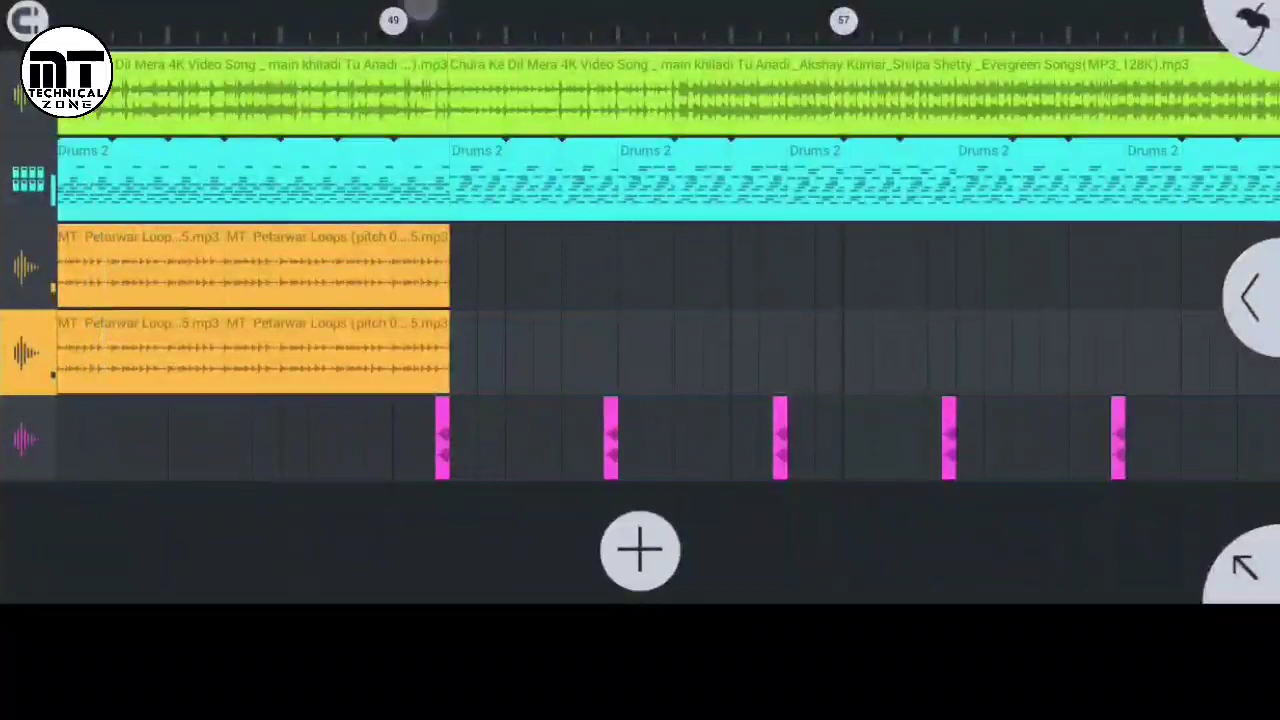 49
57
MT
TECHNICAL
ZONE
Dil Mera 4K Video Song _ main khiladi Tu Anadi ...).mp3
Chura Ke Dil Mera 4K Video Song _ main khiladi Tu Anadi _Akshay Kumar_Shilpa Shetty _Evergreen Songs(MP3_128K).mp3
Drums 2
Drums 2
Drums 2
Drums 2
Drums 2
Drums 2
MT Petarwar Loop...5.mp3
MT Petarwar Loops (pitch 0...5.mp3
MT Petarwar Loop...5.mp3
MT Petarwar Loops (pitch 0...5.mp3